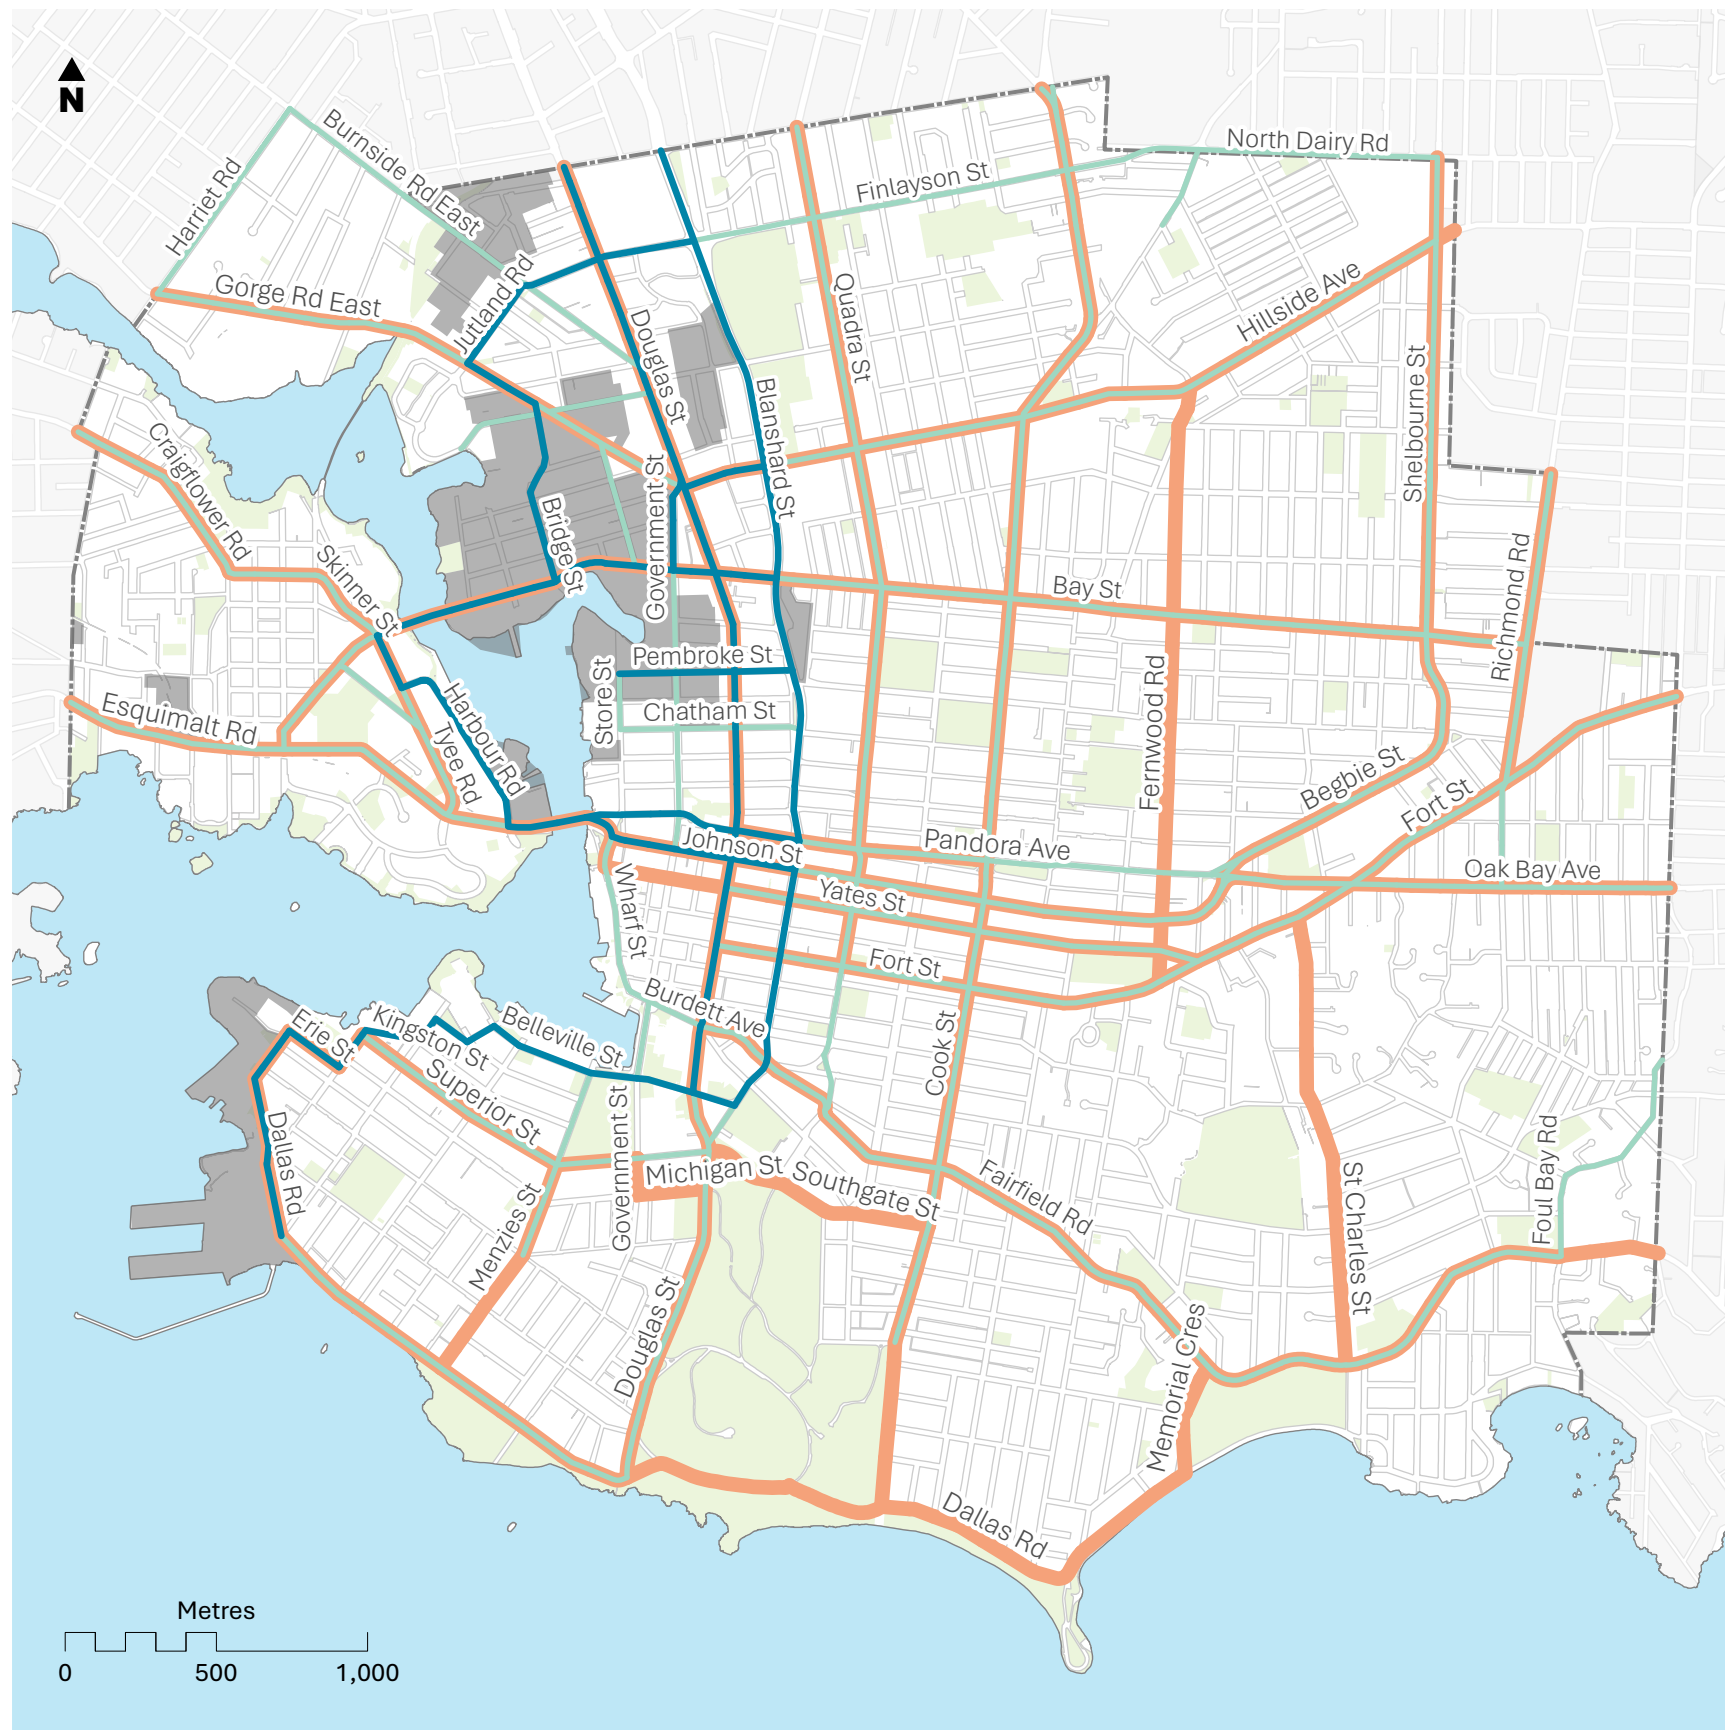 N
North Dairy Rd
Burnside Rd East
Finlayson St
Harriet Rd
Gorge Rd East
Jutland Rd
Quadra St
Hillside Ave
Douglas St
Shelbourne St
Blanshard St
Craigflower Rd
Government St
Bridge St
Skinner St
Richmond Rd
Bay St
Pembroke St
Store St
Chatham St
Fernwood Rd
Esquimalt Rd
Harbour Rd
Tyee Rd
Begbie St
Fort St
Johnson St
Pandora Ave
Oak Bay Ave
Yates St
Wharf St
Fort St
Burdett Ave
Erie St
Kingston St
Belleville St
Cook St
Superior St
Dallas Rd
Government St
Michigan St
Southgate St
Fairfield Rd
Foul Bay Rd
St Charles St
Menzies St
Douglas St
Memorial Cres
Dallas Rd
Metres
0 500 1,000